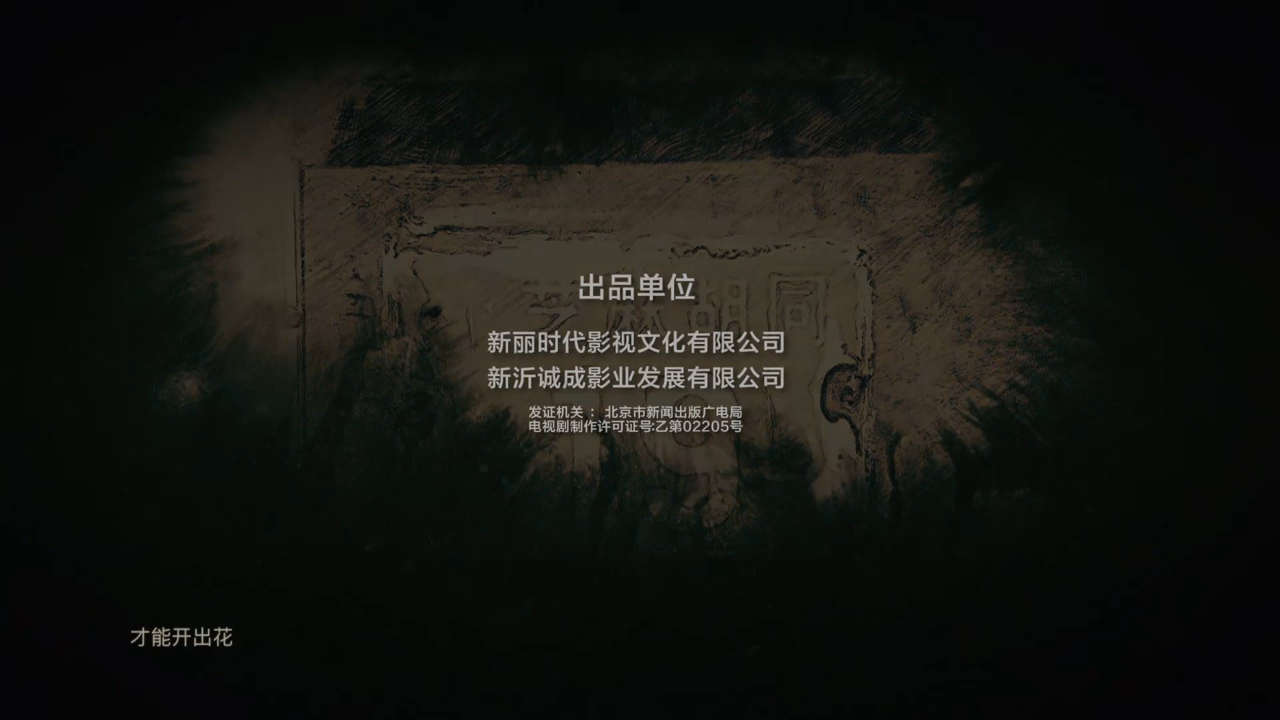 出品单位
新丽时代影视文化有限公司
新沂诚成影业发展有限公司
发证机关 ： 北京市新闻出版广电局
电视剧制作许可证号:乙第02205号
才能开出花